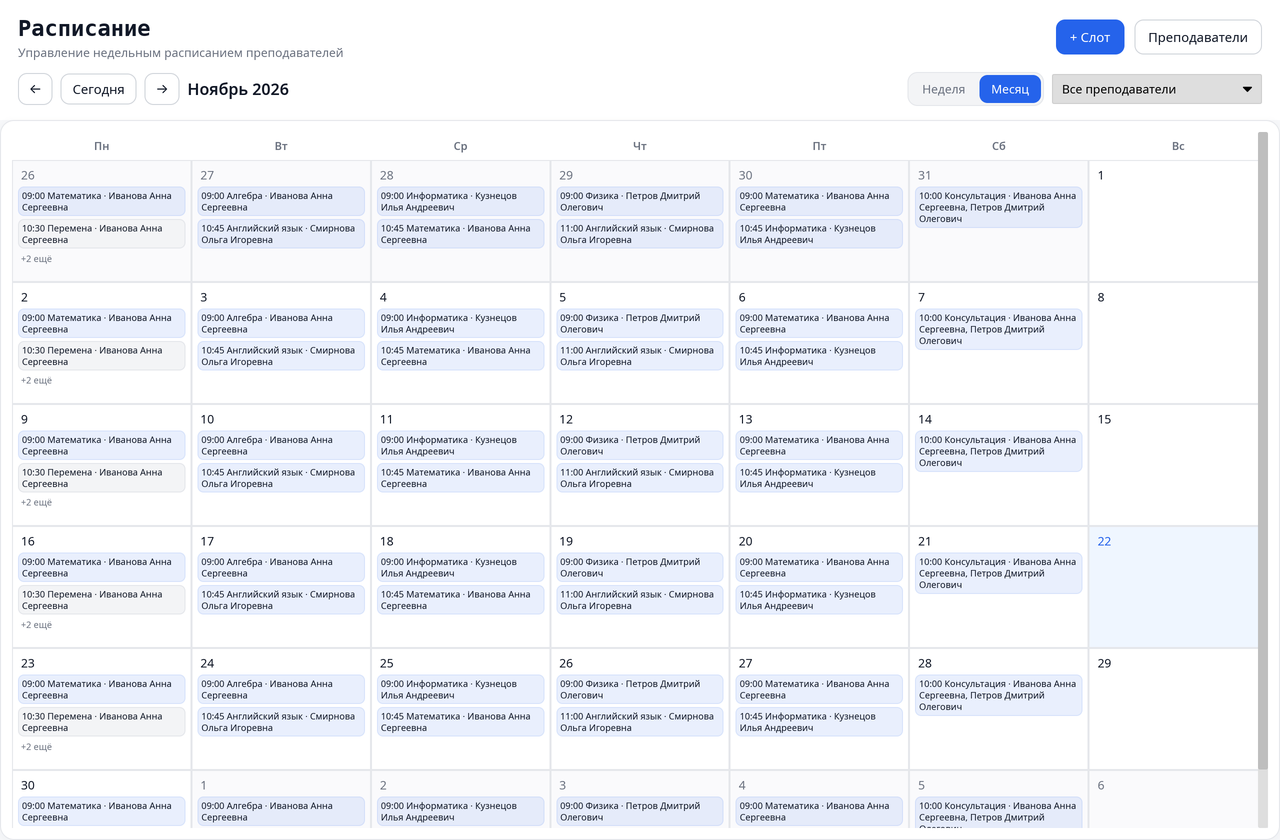 Расписание
Управление недельным расписанием преподавателей
+ Слот
Преподаватели
← Сегодня → Ноябрь 2026
Неделя Месяц Все преподаватели
Пн Вт Ср Чт Пт Сб Вс
26
09:00 Математика · Иванова Анна
Сергеевна
10:30 Перемена · Иванова Анна
Сергеевна
+2 ещё
27
09:00 Алгебра · Иванова Анна
Сергеевна
10:45 Английский язык · Смирнова
Ольга Игоревна
28
09:00 Информатика · Кузнецов
Илья Андреевич
10:45 Математика · Иванова Анна
Сергеевна
29
09:00 Физика · Петров Дмитрий
Олегович
11:00 Английский язык · Смирнова
Ольга Игоревна
30
09:00 Математика · Иванова Анна
Сергеевна
10:45 Информатика · Кузнецов
Илья Андреевич
31
10:00 Консультация · Иванова Анна
Сергеевна, Петров Дмитрий
Олегович
1
2
09:00 Математика · Иванова Анна
Сергеевна
10:30 Перемена · Иванова Анна
Сергеевна
+2 ещё
3
09:00 Алгебра · Иванова Анна
Сергеевна
10:45 Английский язык · Смирнова
Ольга Игоревна
4
09:00 Информатика · Кузнецов
Илья Андреевич
10:45 Математика · Иванова Анна
Сергеевна
5
09:00 Физика · Петров Дмитрий
Олегович
11:00 Английский язык · Смирнова
Ольга Игоревна
6
09:00 Математика · Иванова Анна
Сергеевна
10:45 Информатика · Кузнецов
Илья Андреевич
7
10:00 Консультация · Иванова Анна
Сергеевна, Петров Дмитрий
Олегович
8
9
09:00 Математика · Иванова Анна
Сергеевна
10:30 Перемена · Иванова Анна
Сергеевна
+2 ещё
10
09:00 Алгебра · Иванова Анна
Сергеевна
10:45 Английский язык · Смирнова
Ольга Игоревна
11
09:00 Информатика · Кузнецов
Илья Андреевич
10:45 Математика · Иванова Анна
Сергеевна
12
09:00 Физика · Петров Дмитрий
Олегович
11:00 Английский язык · Смирнова
Ольга Игоревна
13
09:00 Математика · Иванова Анна
Сергеевна
10:45 Информатика · Кузнецов
Илья Андреевич
14
10:00 Консультация · Иванова Анна
Сергеевна, Петров Дмитрий
Олегович
15
16
09:00 Математика · Иванова Анна
Сергеевна
10:30 Перемена · Иванова Анна
Сергеевна
+2 ещё
17
09:00 Алгебра · Иванова Анна
Сергеевна
10:45 Английский язык · Смирнова
Ольга Игоревна
18
09:00 Информатика · Кузнецов
Илья Андреевич
10:45 Математика · Иванова Анна
Сергеевна
19
09:00 Физика · Петров Дмитрий
Олегович
11:00 Английский язык · Смирнова
Ольга Игоревна
20
09:00 Математика · Иванова Анна
Сергеевна
10:45 Информатика · Кузнецов
Илья Андреевич
21
10:00 Консультация · Иванова Анна
Сергеевна, Петров Дмитрий
Олегович
22
23
09:00 Математика · Иванова Анна
Сергеевна
10:30 Перемена · Иванова Анна
Сергеевна
+2 ещё
24
09:00 Алгебра · Иванова Анна
Сергеевна
10:45 Английский язык · Смирнова
Ольга Игоревна
25
09:00 Информатика · Кузнецов
Илья Андреевич
10:45 Математика · Иванова Анна
Сергеевна
26
09:00 Физика · Петров Дмитрий
Олегович
11:00 Английский язык · Смирнова
Ольга Игоревна
27
09:00 Математика · Иванова Анна
Сергеевна
10:45 Информатика · Кузнецов
Илья Андреевич
28
10:00 Консультация · Иванова Анна
Сергеевна, Петров Дмитрий
Олегович
29
30
09:00 Математика · Иванова Анна
Сергеевна
1
09:00 Алгебра · Иванова Анна
Сергеевна
2
09:00 Информатика · Кузнецов
Илья Андреевич
3
09:00 Физика · Петров Дмитрий
Олегович
4
09:00 Математика · Иванова Анна
Сергеевна
5
10:00 Консультация · Иванова Анна
Сергеевна, Петров Дмитрий
6